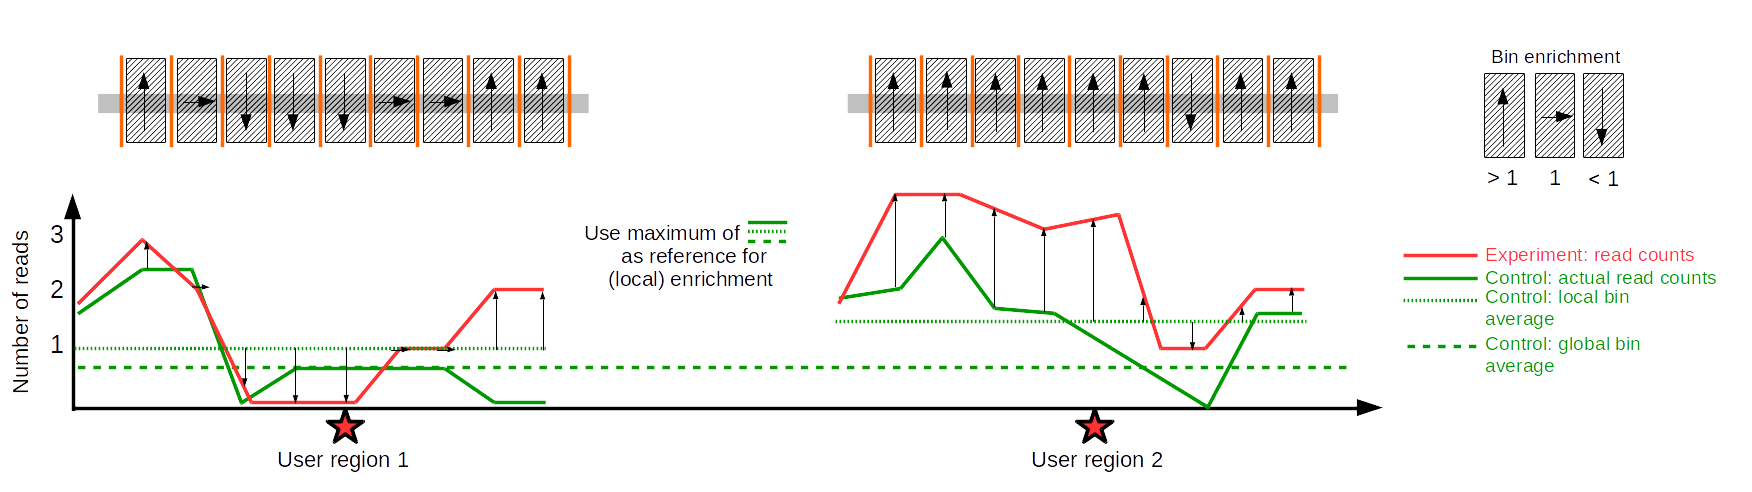 Bin enrichment
> 1
1
< 1
Number of reads
3
2
1
Use maximum of
as reference for
(local) enrichment
Experiment: read counts
Control: actual read counts
Control: local bin
average
Control: global bin
average
User region 1
User region 2